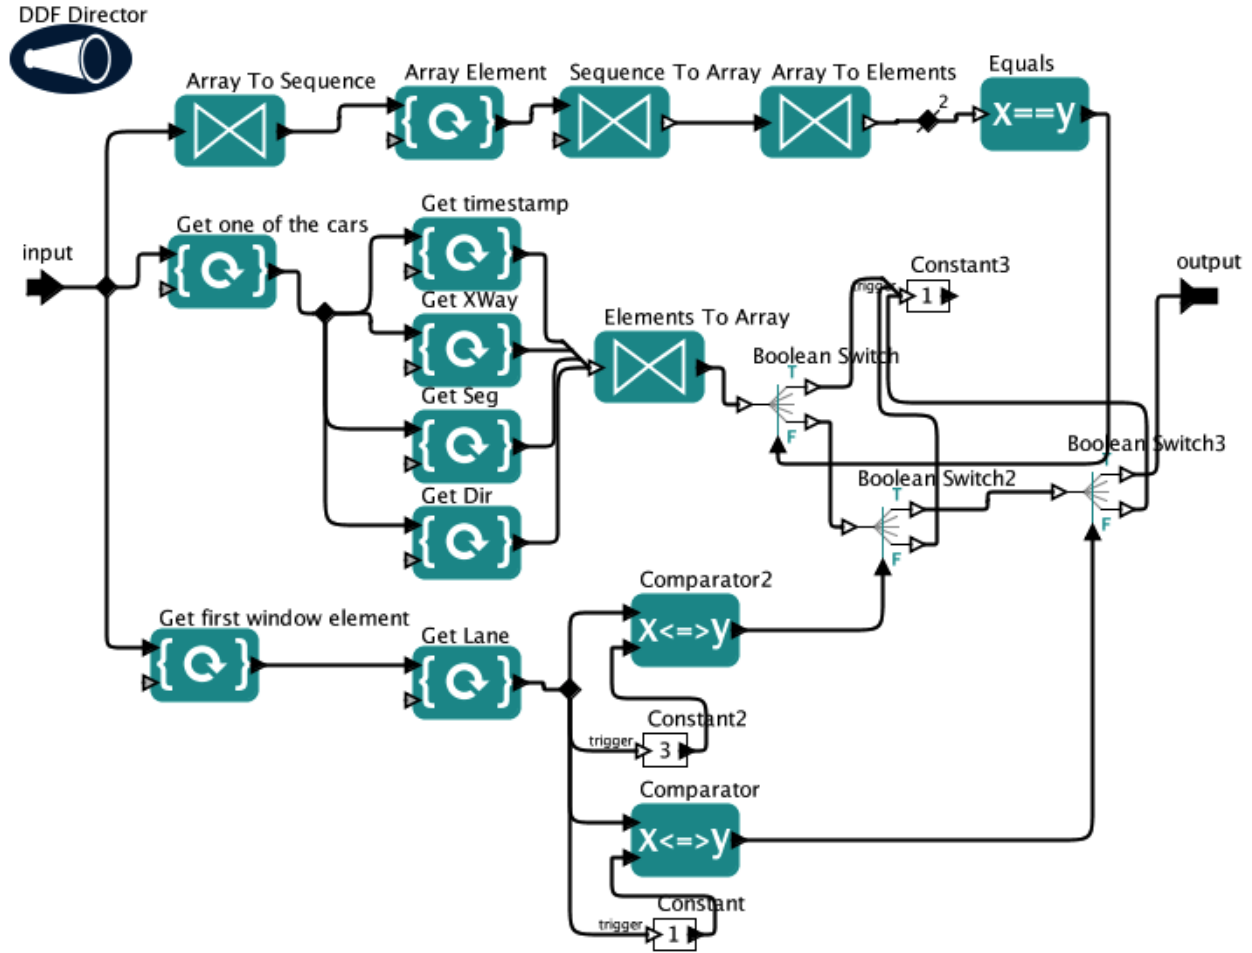 DDF Director
Array To Sequence
Array Element
Sequence To Array
Array To Elements
Equals
2
x==y
Get timestamp
Get one of the cars
input
Get XWay
Constant3
trigger
1
output
Elements To Array
Boolean Switch
T
F
Get Seg
Boolean Switch3
T
F
Boolean Switch2
T
F
Get Dir
Comparator2
x<=>y
Get first window element
Get Lane
Constant2
trigger
3
Comparator
x<=>y
Constant
trigger
1